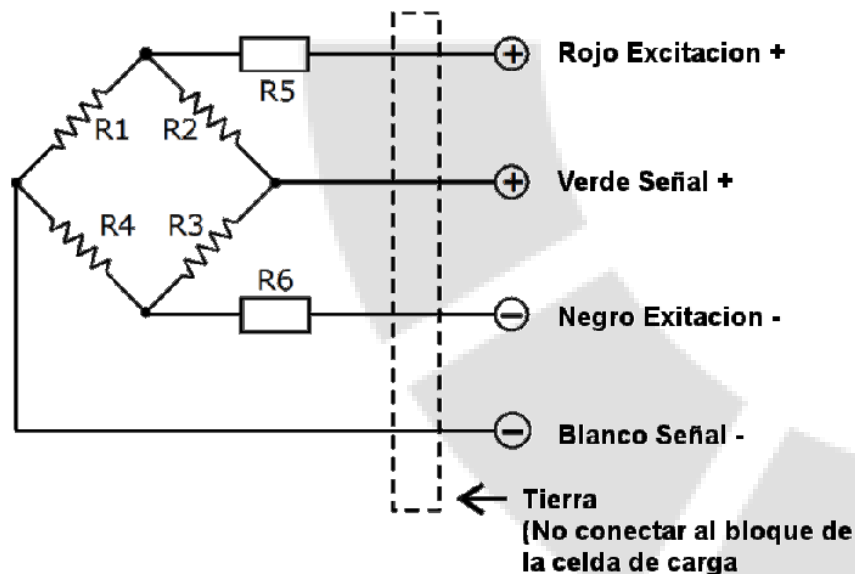 Rojo Excitacion +
R5
R1
R2
Verde Señal +
R4
R3
R6
Negro Exitacion -
Blanco Señal -
Tierra
(No conectar al bloque de
la celda de carga